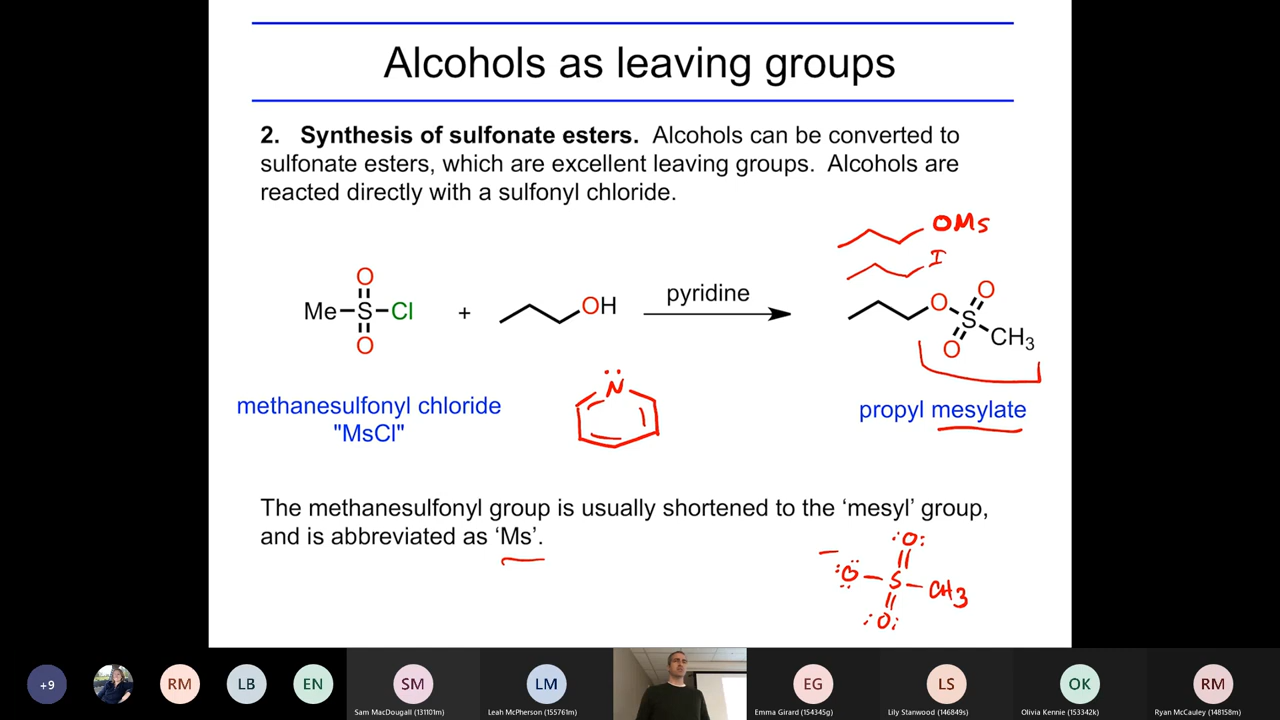 Alcohols as leaving groups
2. Synthesis of sulfonate esters. Alcohols can be converted to
sulfonate esters, which are excellent leaving groups. Alcohols are
reacted directly with a sulfonyl chloride.
OMs
I
O
Me S Cl
O
+
OH
pyridine
O O
S
O CH3
N
methanesulfonyl chloride
"MsCl"
propyl mesylate
The methanesulfonyl group is usually shortened to the ‘mesyl’ group,
and is abbreviated as ‘Ms’.
:O:
− :O – S – CH3
:O:
+9
RM
LB
EN
SM
LM
EG
LS
OK
RM
Sam MacDougall (131101m)
Leah McPherson (155761m)
Emma Girard (154345g)
Lily Stanwood (146849s)
Olivia Kennie (153342k)
Ryan McCauley (148158m)